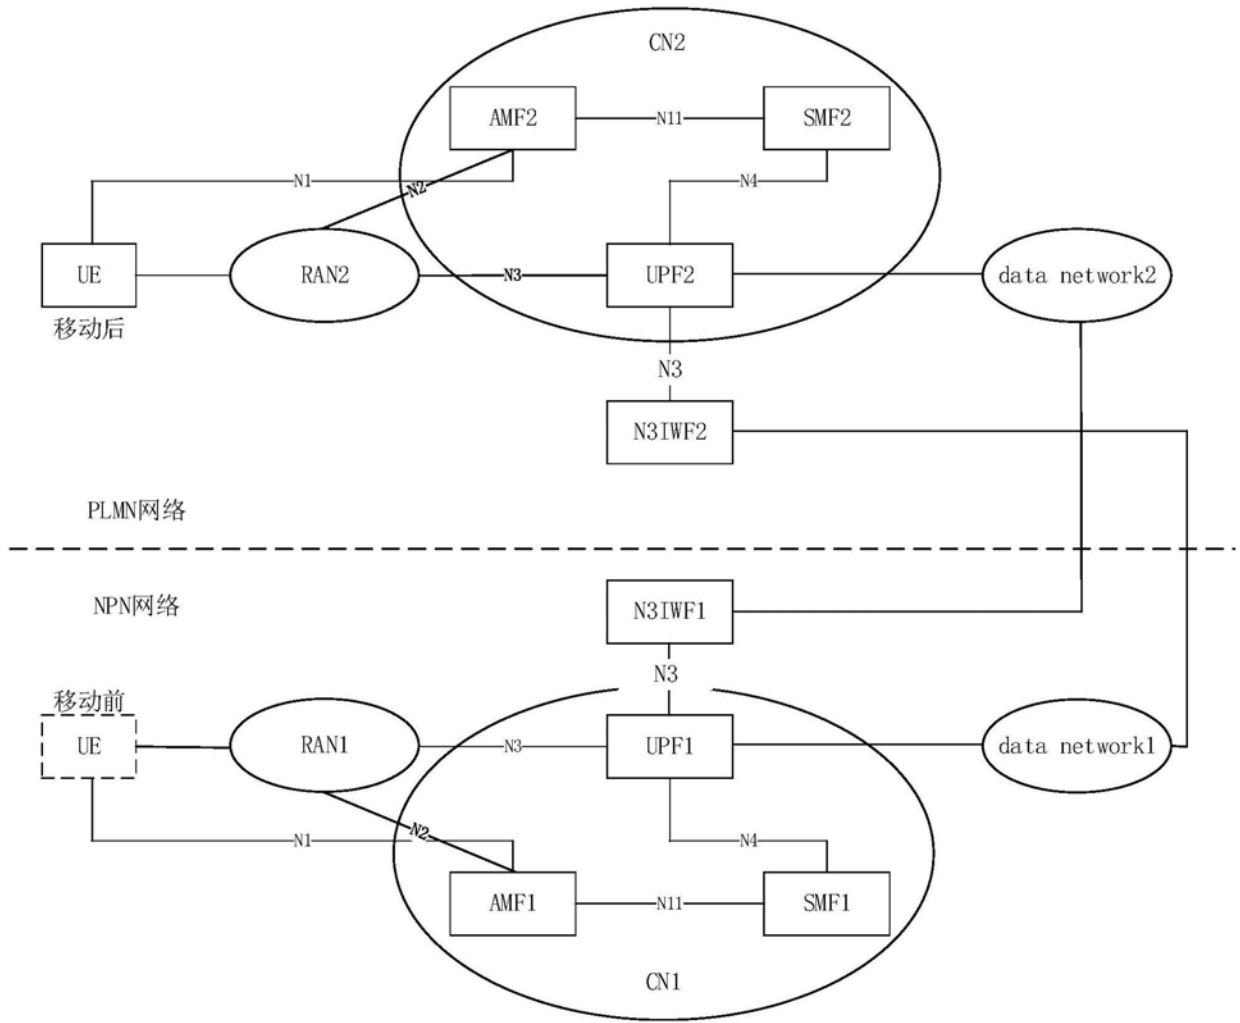 CN2
AMF2
N11
SMF2
N1
N2
N4
UE
RAN2
N3
UPF2
data network2
移动后
N3
N3IWF2
PLMN网络
NPN网络
N3IWF1
N3
移动前
UE
RAN1
N3
UPF1
data network1
N2
N1
N4
AMF1
N11
SMF1
CN1